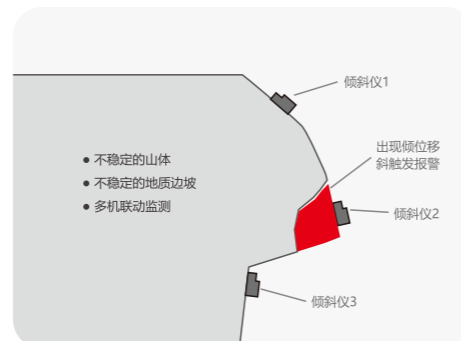 倾斜仪1
出现倾位移
斜触发报警
● 不稳定的山体
● 不稳定的地质边坡
● 多机联动监测
倾斜仪2
倾斜仪3